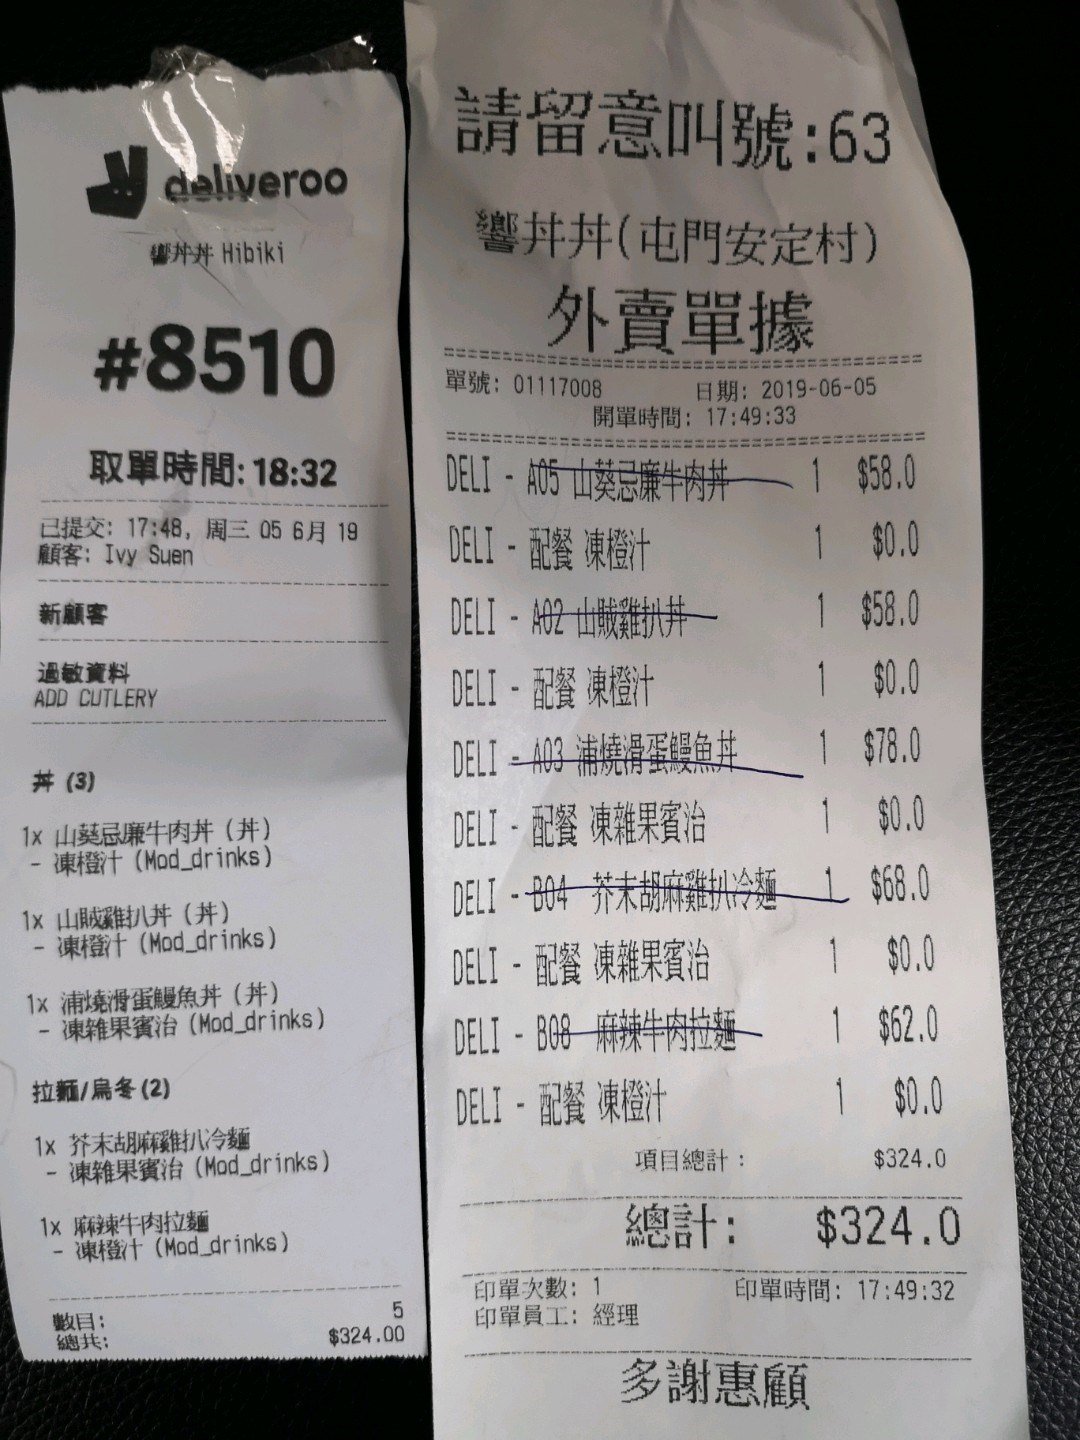 deliveroo
響丼丼 Hibiki
#8510
取單時間: 18:32
已提交: 17:48, 周三 05 6月 19
顧客: Ivy Suen
新顧客
過敏資料
ADD CUTLERY
丼 (3)
1x 山葵忌廉牛肉丼 (丼)
- 凍橙汁 (Mod_drinks)
1x 山賊雞扒丼 (丼)
- 凍橙汁 (Mod_drinks)
1x 浦燒滑蛋鰻魚丼 (丼)
- 凍雜果賓治 (Mod_drinks)
拉麵/烏冬 (2)
1x 芥末胡麻雞扒冷麵
- 凍雜果賓治 (Mod_drinks)
1x 麻辣牛肉拉麵
- 凍橙汁 (Mod_drinks)
數目: 5
總共: $324.00
請留意叫號:63
響丼丼(屯門安定村)
外賣單據
單號: 01117008 日期: 2019-06-05
開單時間: 17:49:33
DELI - A05 山葵忌廉牛肉丼 1 $58.0
DELI - 配餐 凍橙汁 1 $0.0
DELI - A02 山賊雞扒丼 1 $58.0
DELI - 配餐 凍橙汁 1 $0.0
DELI - A03 浦燒滑蛋鰻魚丼 1 $78.0
DELI - 配餐 凍雜果賓治 1 $0.0
DELI - B04 芥末胡麻雞扒冷麵 1 $68.0
DELI - 配餐 凍雜果賓治 1 $0.0
DELI - B08 麻辣牛肉拉麵 1 $62.0
DELI - 配餐 凍橙汁 1 $0.0
項目總計: $324.0
總計: $324.0
印單次數: 1 印單時間: 17:49:32
印單員工: 經理
多謝惠顧